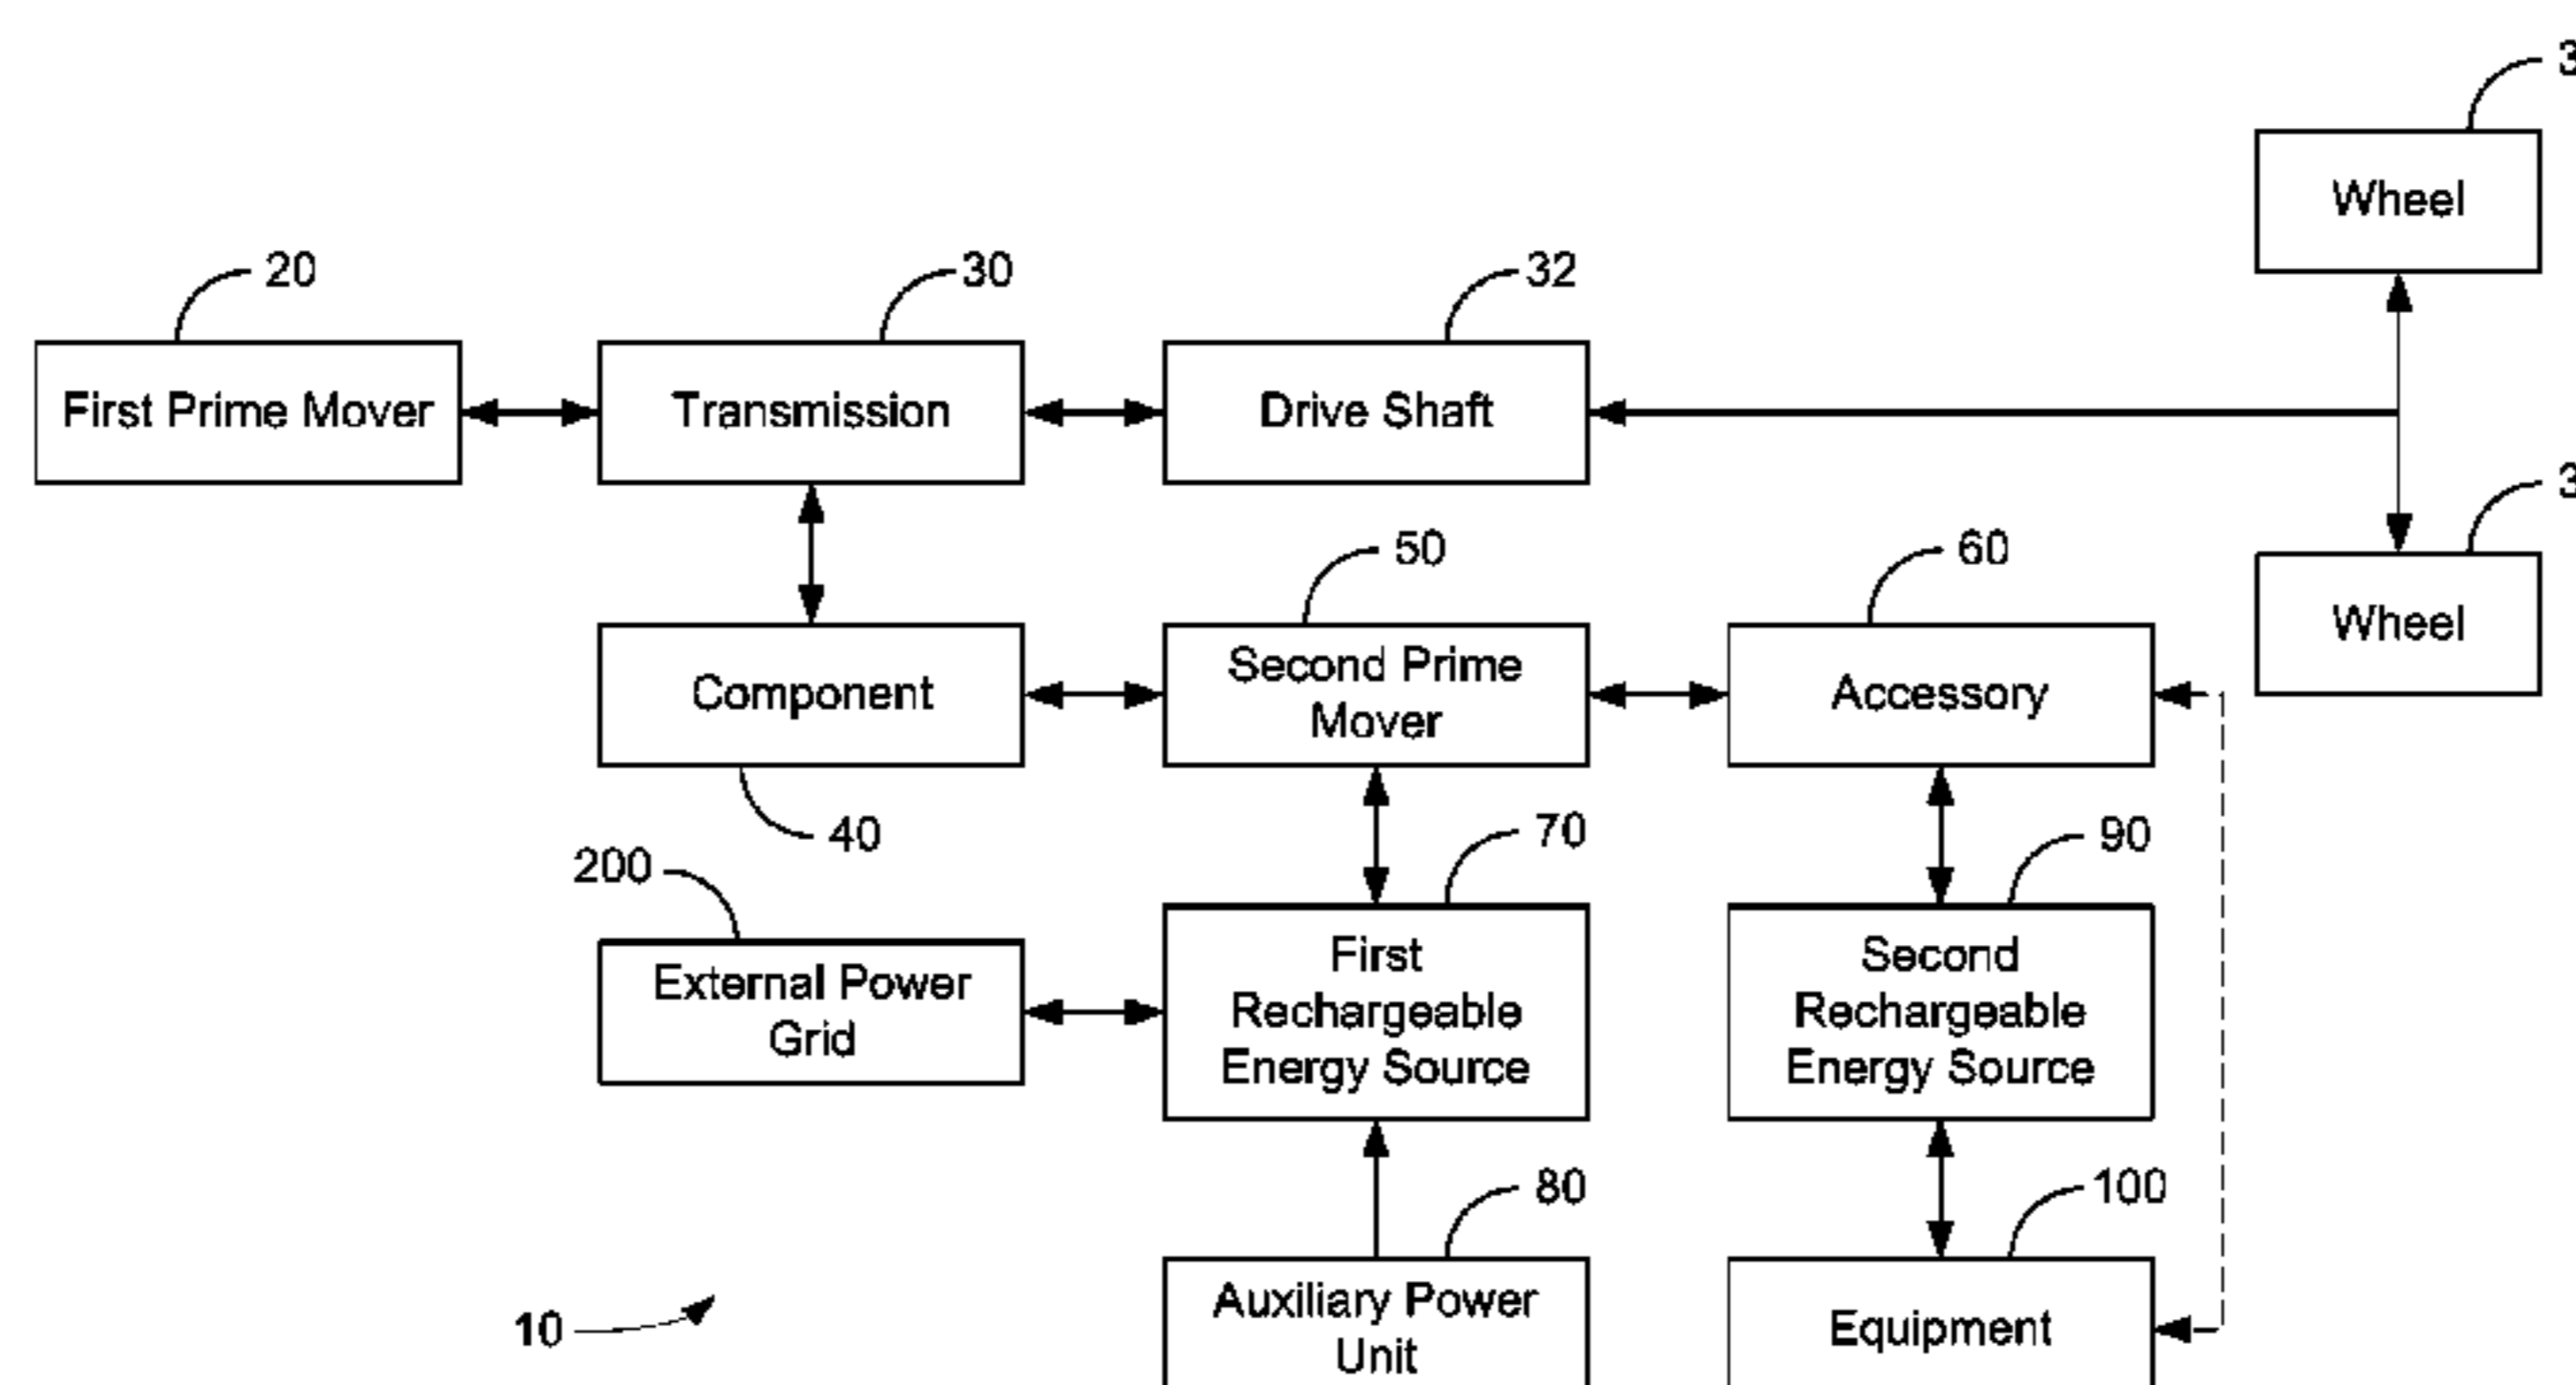 3
Wheel
20
30
32
First Prime Mover
Transmission
Drive Shaft
3
50
60
Wheel
Component
Second Prime
Mover
Accessory
40
70
90
200
External Power
Grid
First
Rechargeable
Energy Source
Second
Rechargeable
Energy Source
80
100
10
Auxiliary Power
Unit
Equipment